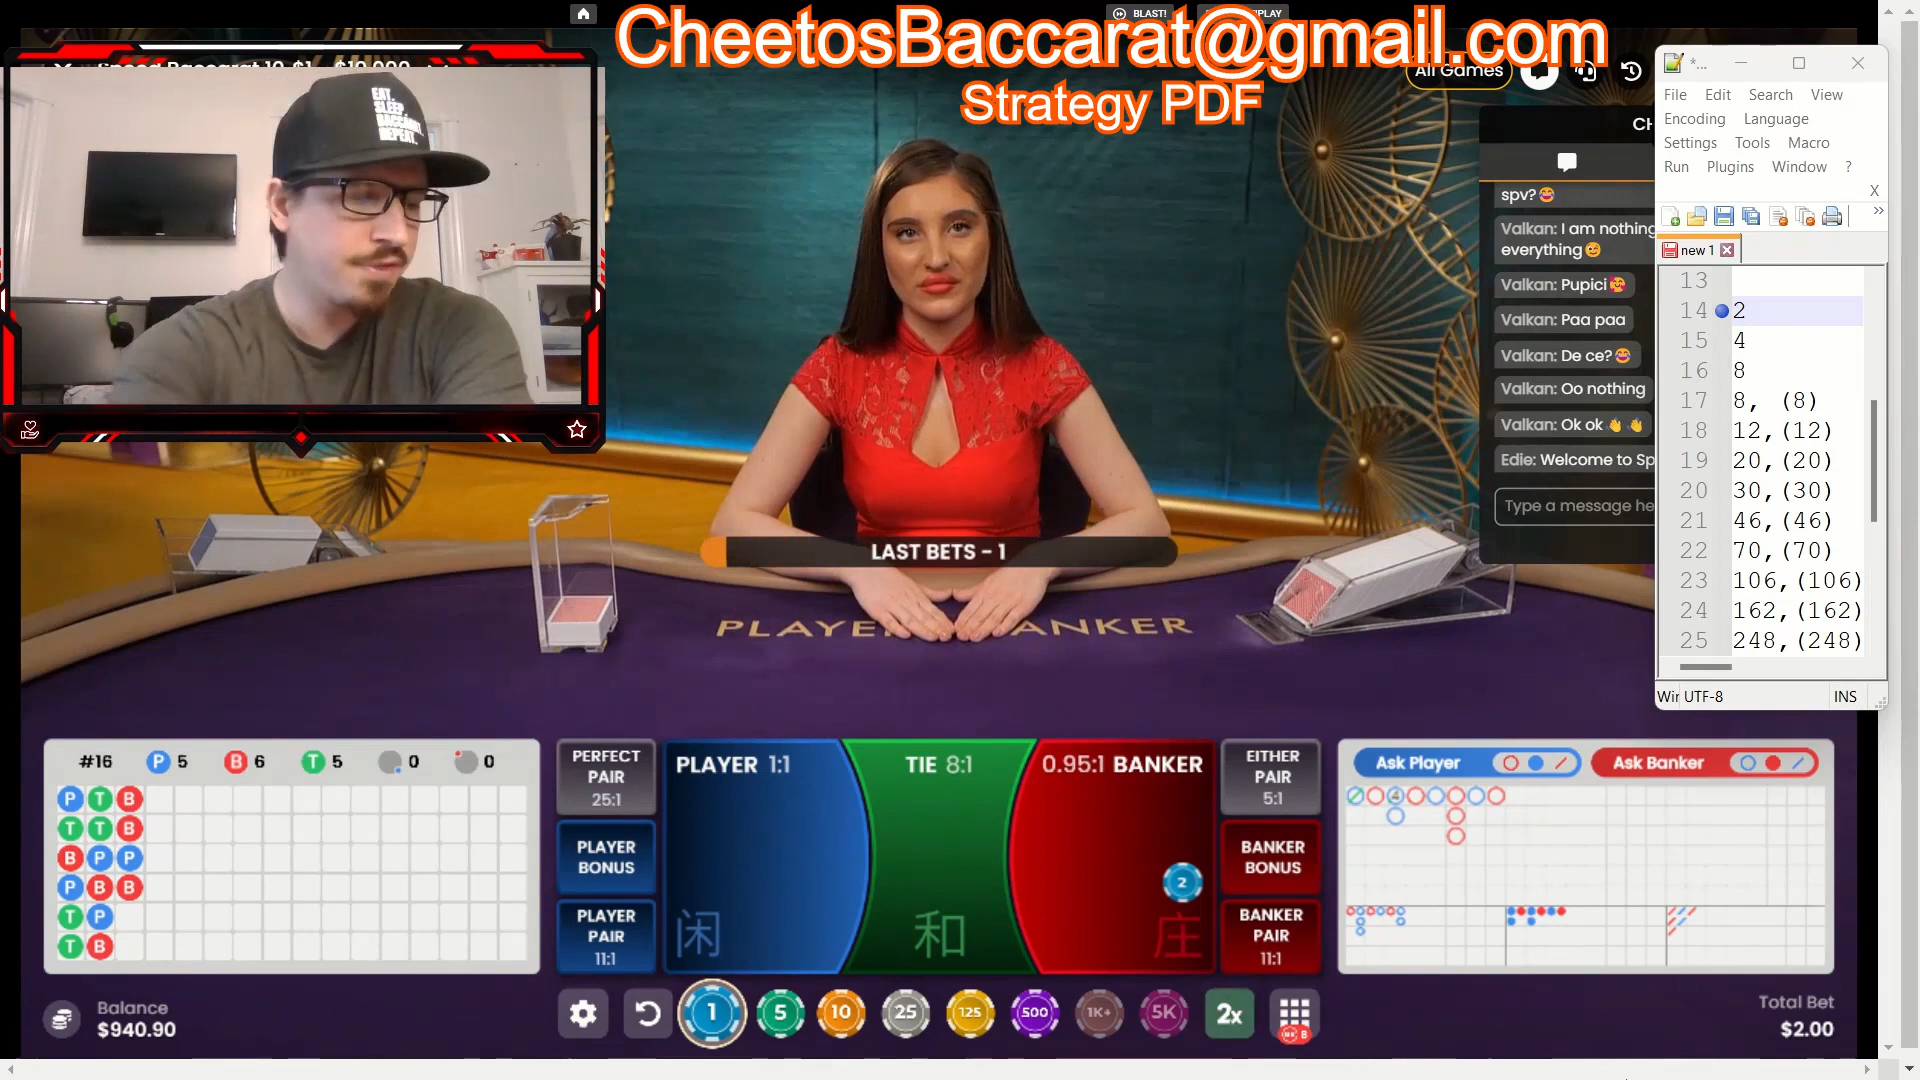 BLAST!
CheetosBaccarat@gmail.com
Strategy PDF
All Games
EAT.
SLEEP
BACCARAT
REPEAT.
CH
spv?😂
Valkan: I am nothing
everything😊
Valkan: Pupici🥰
Valkan: Paa paa
Valkan: De ce?😂
Valkan: Oo nothing
Valkan: Ok ok👋👋
Edie: Welcome to Sp
Type a message he
*...
File Edit Search View
Encoding Language
Settings Tools Macro
Run Plugins Window ?
X
new 1
13
14 2
15 4
16 8
17 8, (8)
18 12,(12)
19 20,(20)
20 30,(30)
21 46,(46)
22 70,(70)
23 106,(106)
24 162,(162)
25 248,(248)
Wir UTF-8 INS
LAST BETS - 1
PLAYER BANKER
#16 P 5 B 6 T 5 0 0
P T B
T T B
B P P
P B B
T P
T B
PERFECT
PAIR
25:1
PLAYER
BONUS
PLAYER
PAIR
11:1
PLAYER 1:1
闲
TIE 8:1
和
0.95:1 BANKER
2
庄
EITHER
PAIR
5:1
BANKER
BONUS
BANKER
PAIR
11:1
Ask Player
Ask Banker
4
Balance
$940.90
1 5 10 25 125 500 1K+ 5K 2x
Total Bet
$2.00